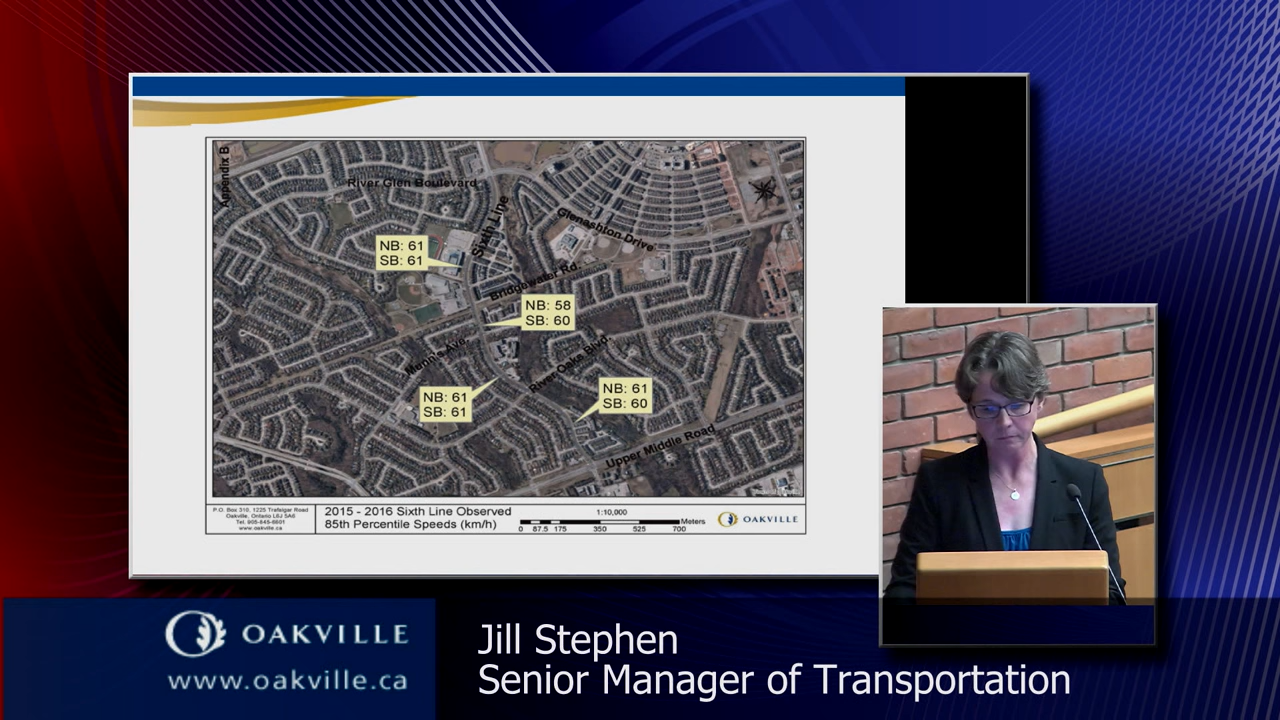 Appendix B
River Glen Boulevard
Sixth Line
Glenashton Drive
NB: 61
SB: 61
Bridgewater Rd.
NB: 58
SB: 60
Munn's Ave.
River Oaks Blvd.
NB: 61
SB: 61
NB: 61
SB: 60
Upper Middle Road
P.O. Box 310, 1225 Trafalgar Road
Oakville, Ontario L6J 5A6
Tel. 905-845-6601
www.oakville.ca
2015 - 2016 Sixth Line Observed
85th Percentile Speeds (km/h)
1:10,000
Meters
0 87.5 175 350 525 700
OAKVILLE
OAKVILLE
www.oakville.ca
Jill Stephen
Senior Manager of Transportation